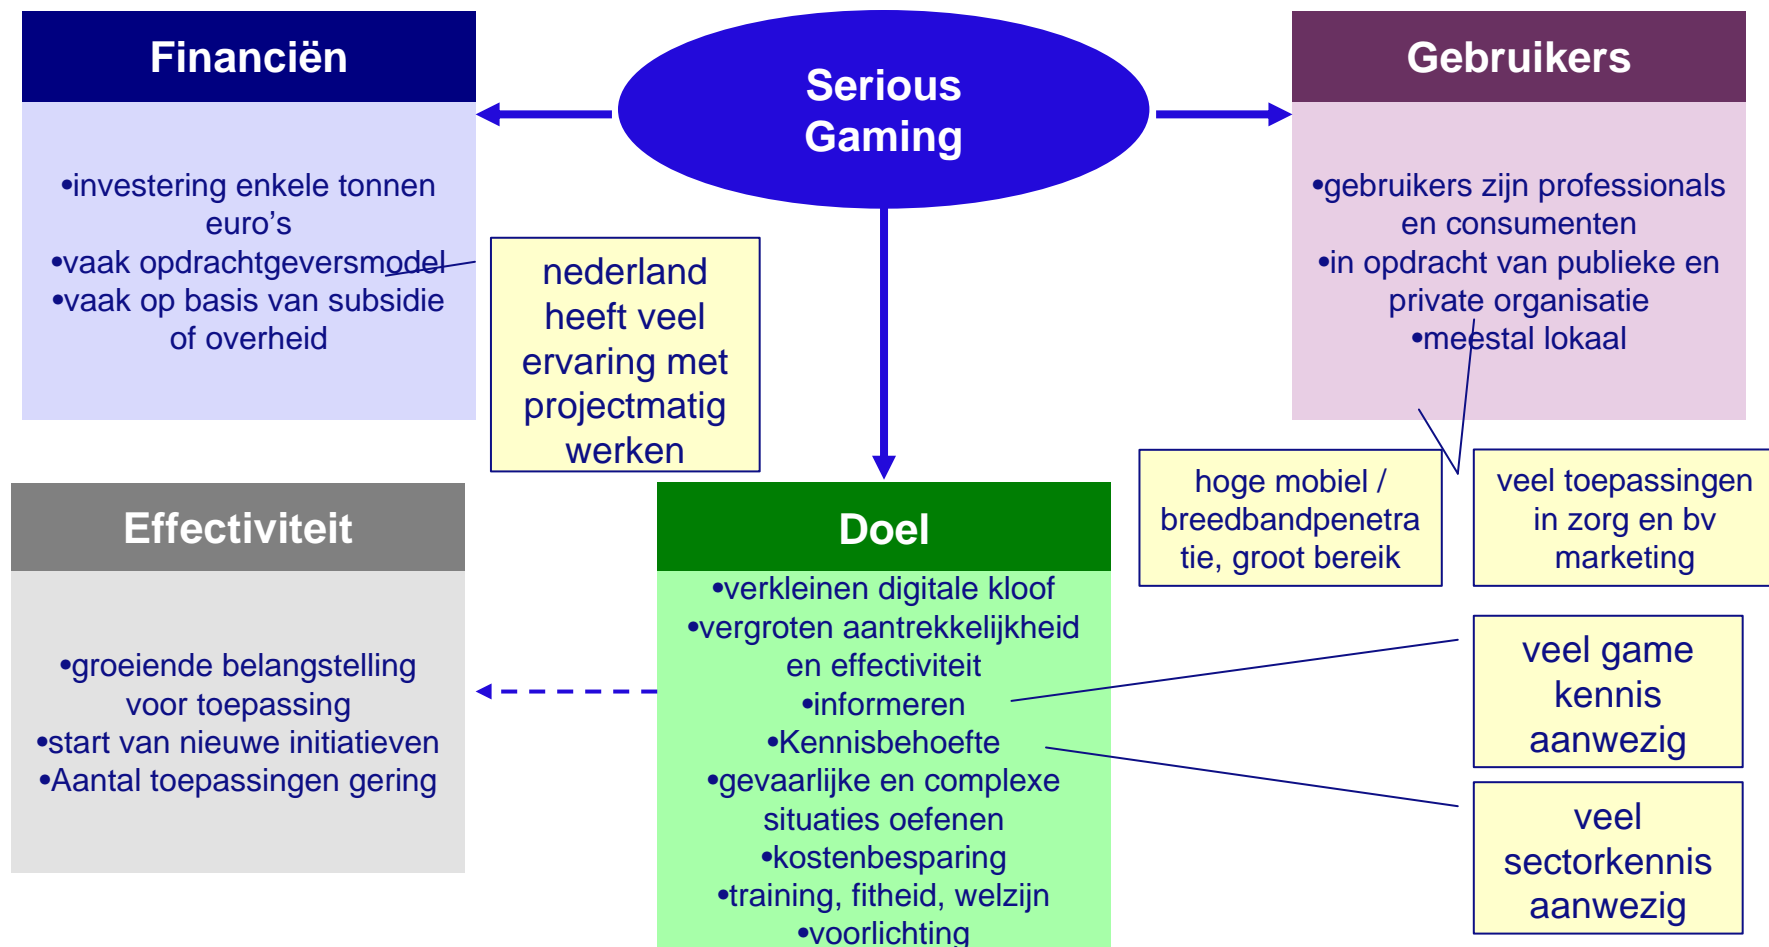 Financiën
•investering enkele tonnen
euro’s
•vaak opdrachtgeversmodel
•vaak op basis van subsidie
of overheid
Serious
Gaming
Gebruikers
•gebruikers zijn professionals
en consumenten
•in opdracht van publieke en
private organisatie
•meestal lokaal
nederland
heeft veel
ervaring met
projectmatig
werken
hoge mobiel /
breedbandpenetra
tie, groot bereik
veel toepassingen
in zorg en bv
marketing
Effectiviteit
•groeiende belangstelling
voor toepassing
•start van nieuwe initiatieven
•Aantal toepassingen gering
Doel
•verkleinen digitale kloof
•vergroten aantrekkelijkheid
en effectiviteit
•informeren
•Kennisbehoefte
•gevaarlijke en complexe
situaties oefenen
•kostenbesparing
•training, fitheid, welzijn
•voorlichting
veel game
kennis
aanwezig
veel
sectorkennis
aanwezig